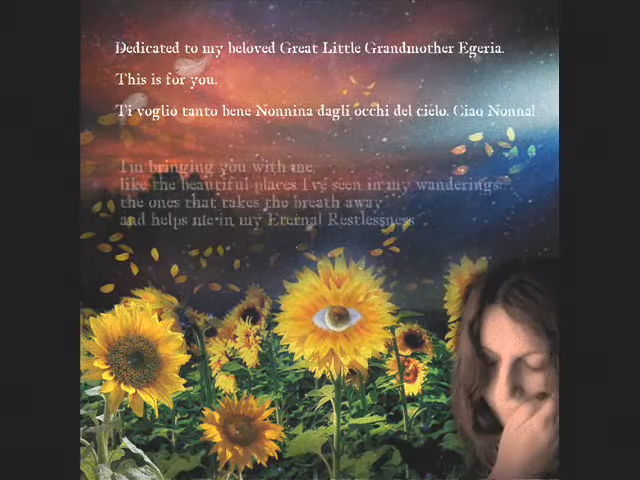 Dedicated to my beloved Great Little Grandmother Egeria.
This is for you.
Ti voglio tanto bene Nonnina dagli occhi del cielo. Ciao Nonna!
I'm bringing you with me,
like the beautiful places I've seen in my wanderings:
the ones that takes the breath away
and helps me in my Eternal Restlessness